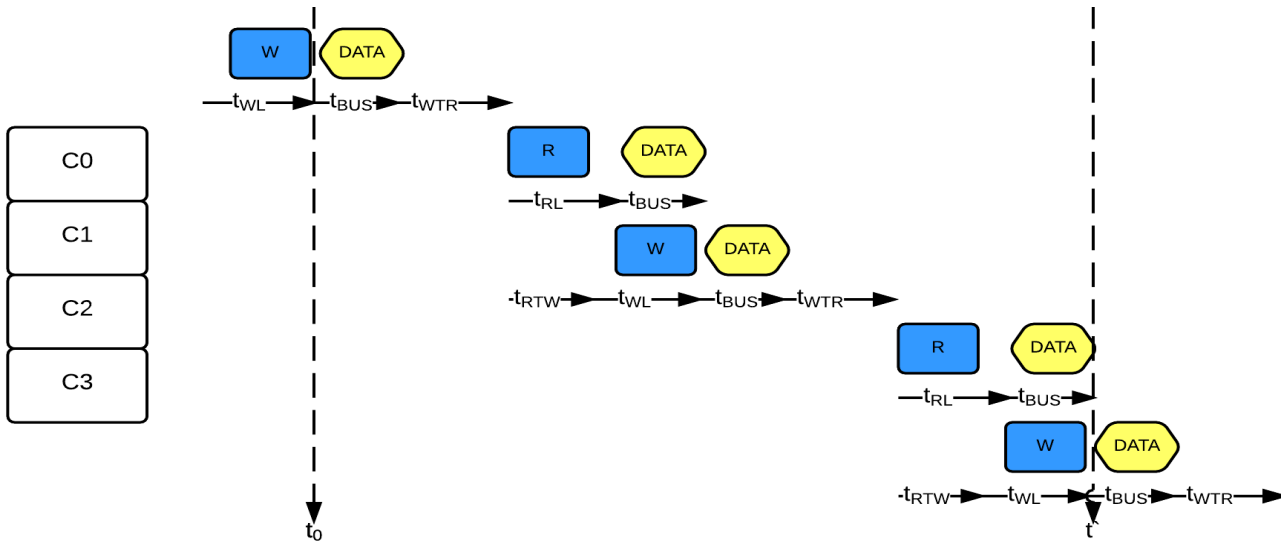 W DATA
tWL tBUS tWTR
C0
R DATA
tRL tBUS
C1
W DATA
tRTW tWL tBUS tWTR
C2
R DATA
C3
tRL tBUS
W DATA
tRTW tWL tBUS tWTR
t0 t`